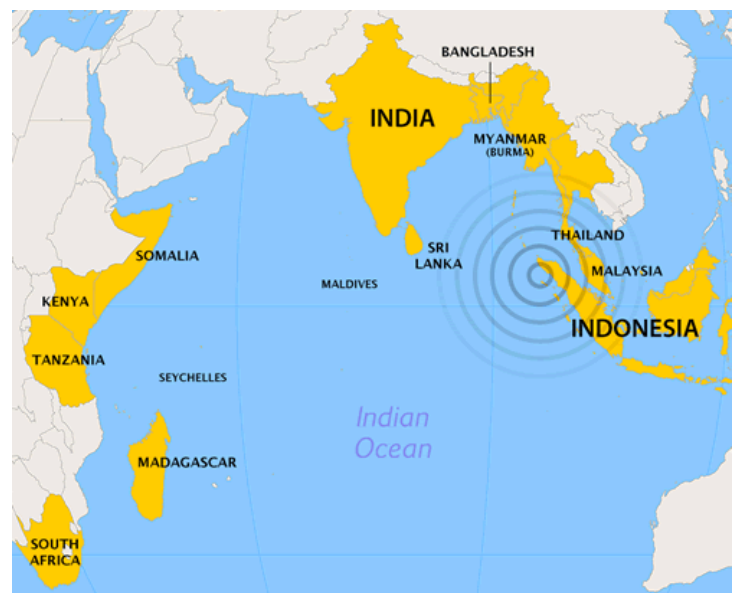 BANGLADESH
INDIA
MYANMAR
(BURMA)
THAILAND
SRI
LANKA
SOMALIA
MALAYSIA
MALDIVES
KENYA
INDONESIA
TANZANIA
SEYCHELLES
Indian
Ocean
MADAGASCAR
SOUTH
AFRICA